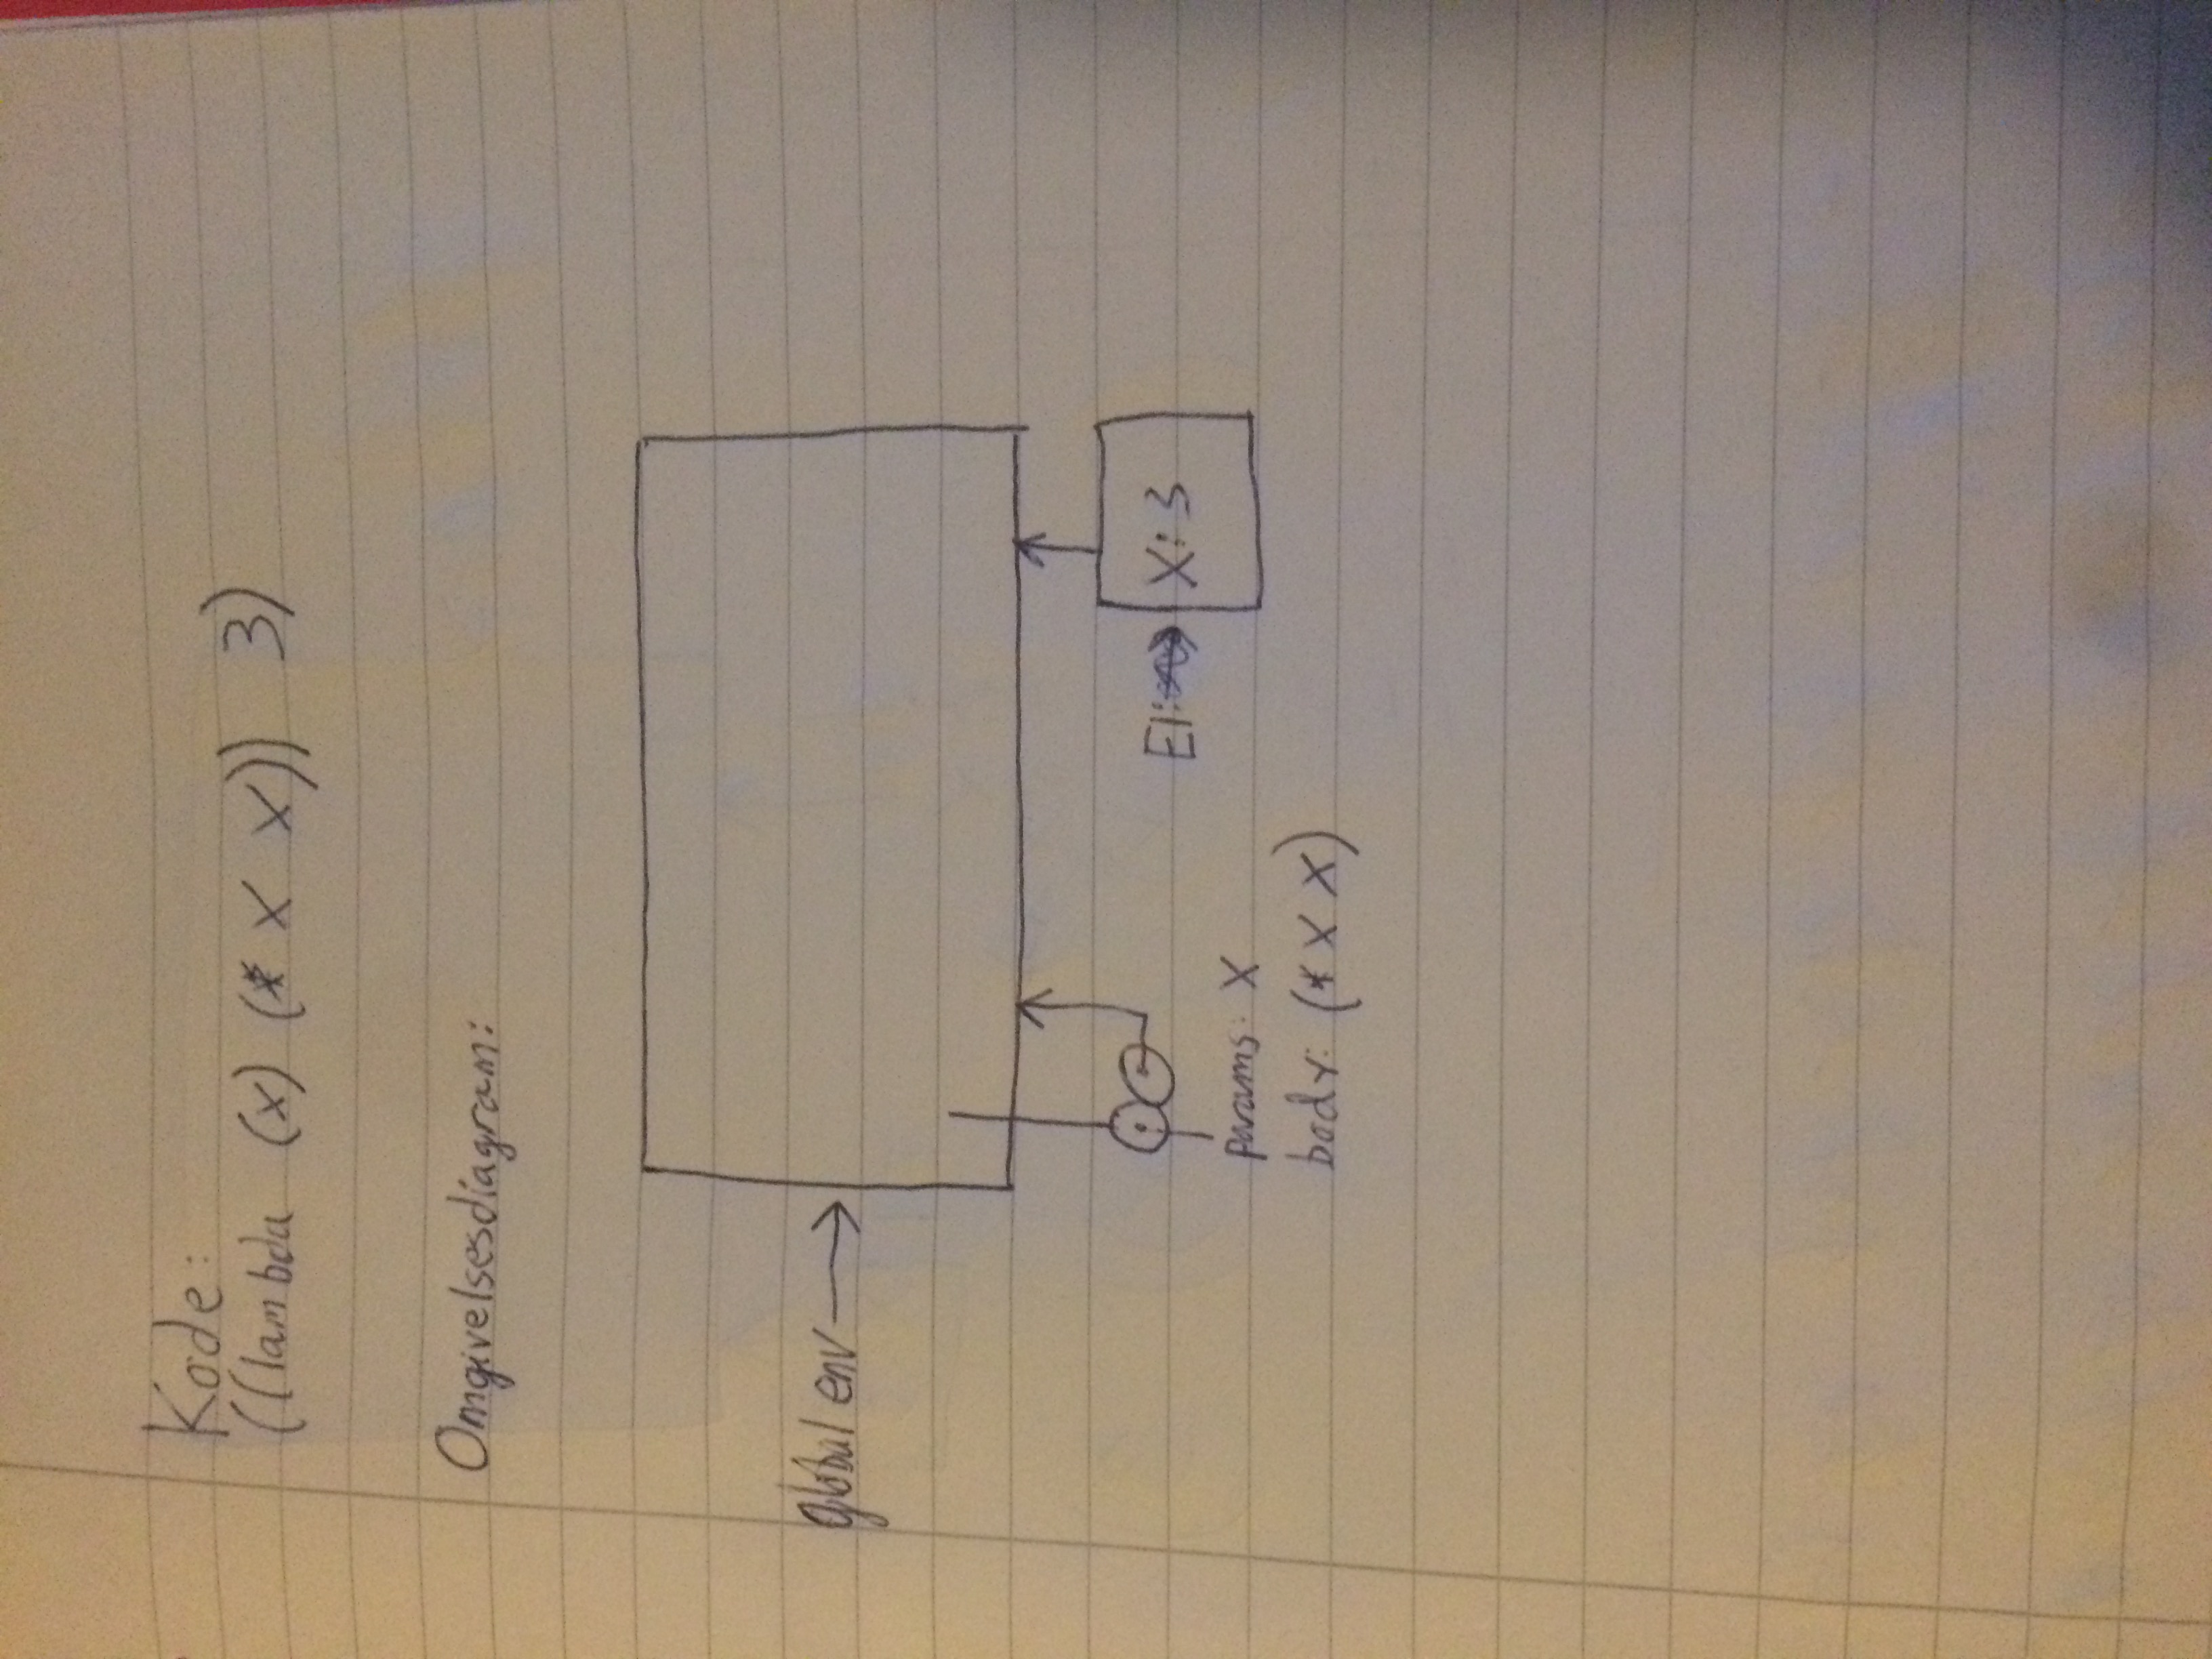 Kode:
((lambda (x) (* x x)) 3)
Omgivelsesdiagram:
global env
E1:
X: 3
params: X
body: (* x x)